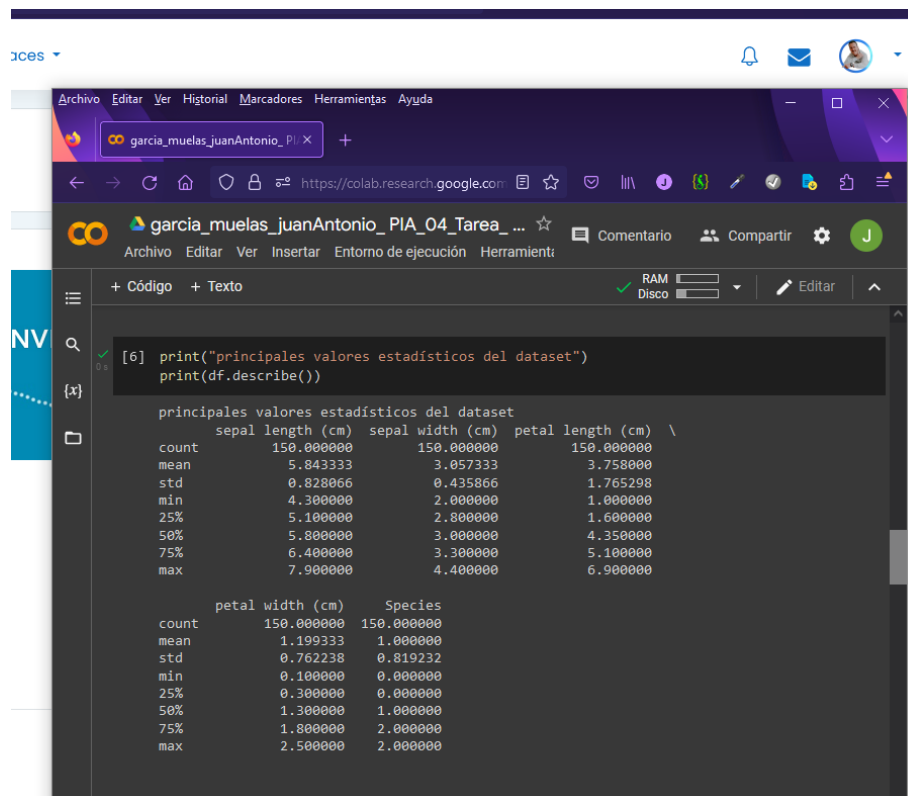 aces
Archivo Editar Ver Historial Marcadores Herramientas Ayuda
garcia_muelas_juanAntonio_ PI
https://colab.research.google.com
garcia_muelas_juanAntonio_ PIA_04_Tarea_ ...
Comentario Compartir J
Archivo Editar Ver Insertar Entorno de ejecución Herramienta
+ Código + Texto
RAM
Disco
Editar
NV
[6] print("principales valores estadísticos del dataset")
0 s
print(df.describe())
{x}
principales valores estadísticos del dataset
sepal length (cm) sepal width (cm) petal length (cm) \
count 150.000000 150.000000 150.000000
mean 5.843333 3.057333 3.758000
std 0.828066 0.435866 1.765298
min 4.300000 2.000000 1.000000
25% 5.100000 2.800000 1.600000
50% 5.800000 3.000000 4.350000
75% 6.400000 3.300000 5.100000
max 7.900000 4.400000 6.900000
petal width (cm) Species
count 150.000000 150.000000
mean 1.199333 1.000000
std 0.762238 0.819232
min 0.100000 0.000000
25% 0.300000 0.000000
50% 1.300000 1.000000
75% 1.800000 2.000000
max 2.500000 2.000000